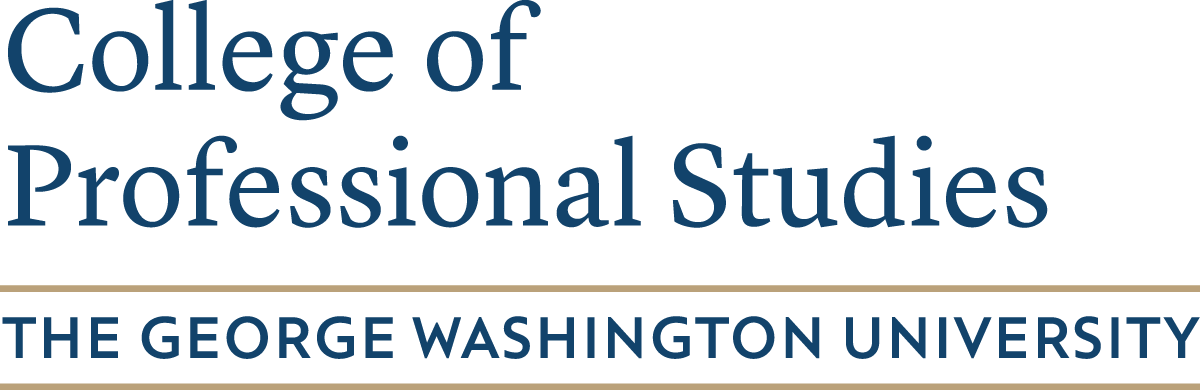 College of
Professional Studies
THE GEORGE WASHINGTON UNIVERSITY